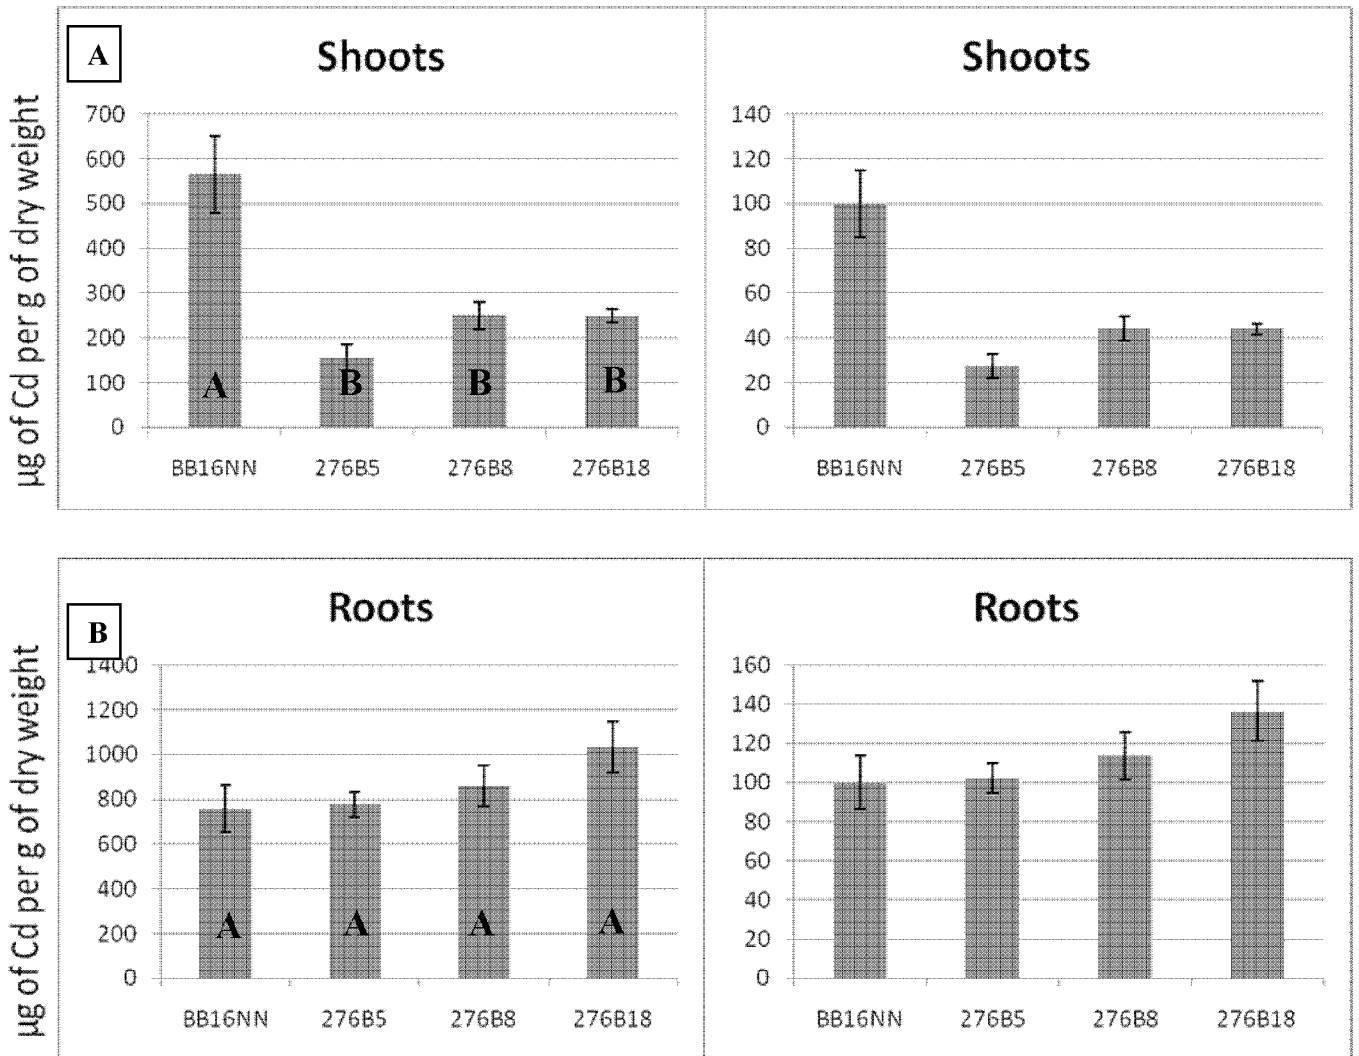 A
Shoots
µg of Cd per g of dry weight
700
600
500
400
300
200
100
0
A
B
B
B
BB16NN 276B5 276B8 276B18
Shoots
140
120
100
80
60
40
20
0
BB16NN 276B5 276B8 276B18
B
Roots
µg of Cd per g of dry weight
1400
1200
1000
800
600
400
200
0
A
A
A
A
BB16NN 276B5 276B8 276B18
Roots
160
140
120
100
80
60
40
20
0
BB16NN 276B5 276B8 276B18